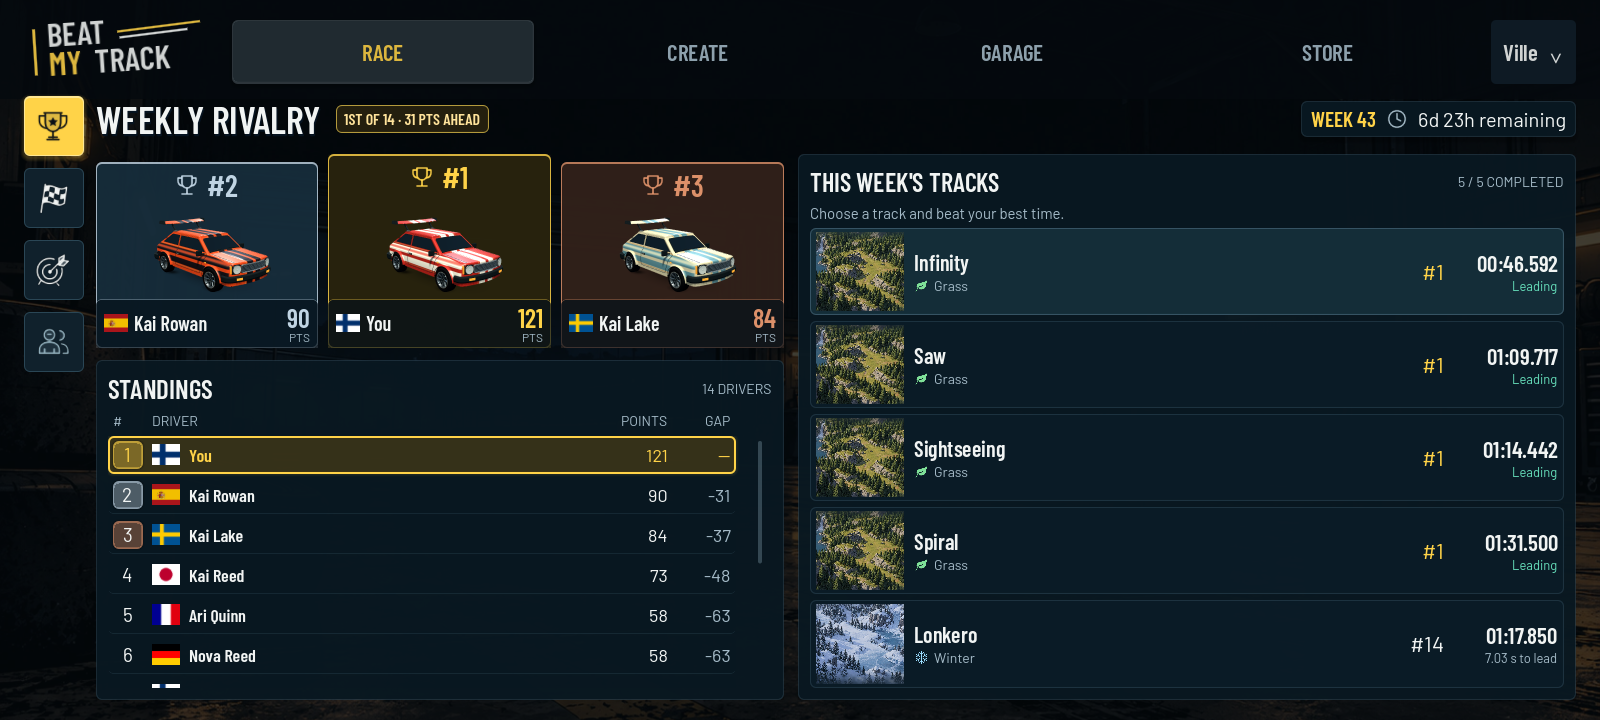 BEAT
MY TRACK
RACE
CREATE
GARAGE
STORE
Ville
WEEKLY RIVALRY
1ST OF 14 · 31 PTS AHEAD
WEEK 43
6d 23h remaining
#2
Kai Rowan
90
PTS
#1
You
121
PTS
#3
Kai Lake
84
PTS
STANDINGS
14 DRIVERS
# DRIVER POINTS GAP
1 You 121 –
2 Kai Rowan 90 -31
3 Kai Lake 84 -37
4 Kai Reed 73 -48
5 Ari Quinn 58 -63
6 Nova Reed 58 -63
THIS WEEK'S TRACKS
5 / 5 COMPLETED
Choose a track and beat your best time.
Infinity
Grass
#1
00:46.592
Leading
Saw
Grass
#1
01:09.717
Leading
Sightseeing
Grass
#1
01:14.442
Leading
Spiral
Grass
#1
01:31.500
Leading
Lonkero
Winter
#14
01:17.850
7.03 s to lead